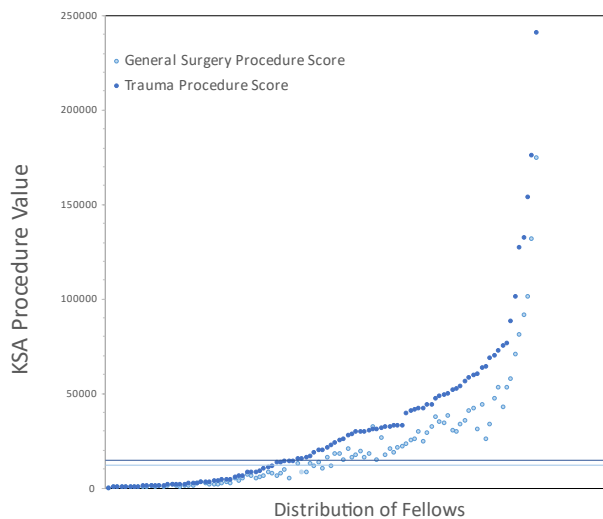 250000
General Surgery Procedure Score
Trauma Procedure Score
200000
150000
100000
50000
0
KSA Procedure Value
Distribution of Fellows